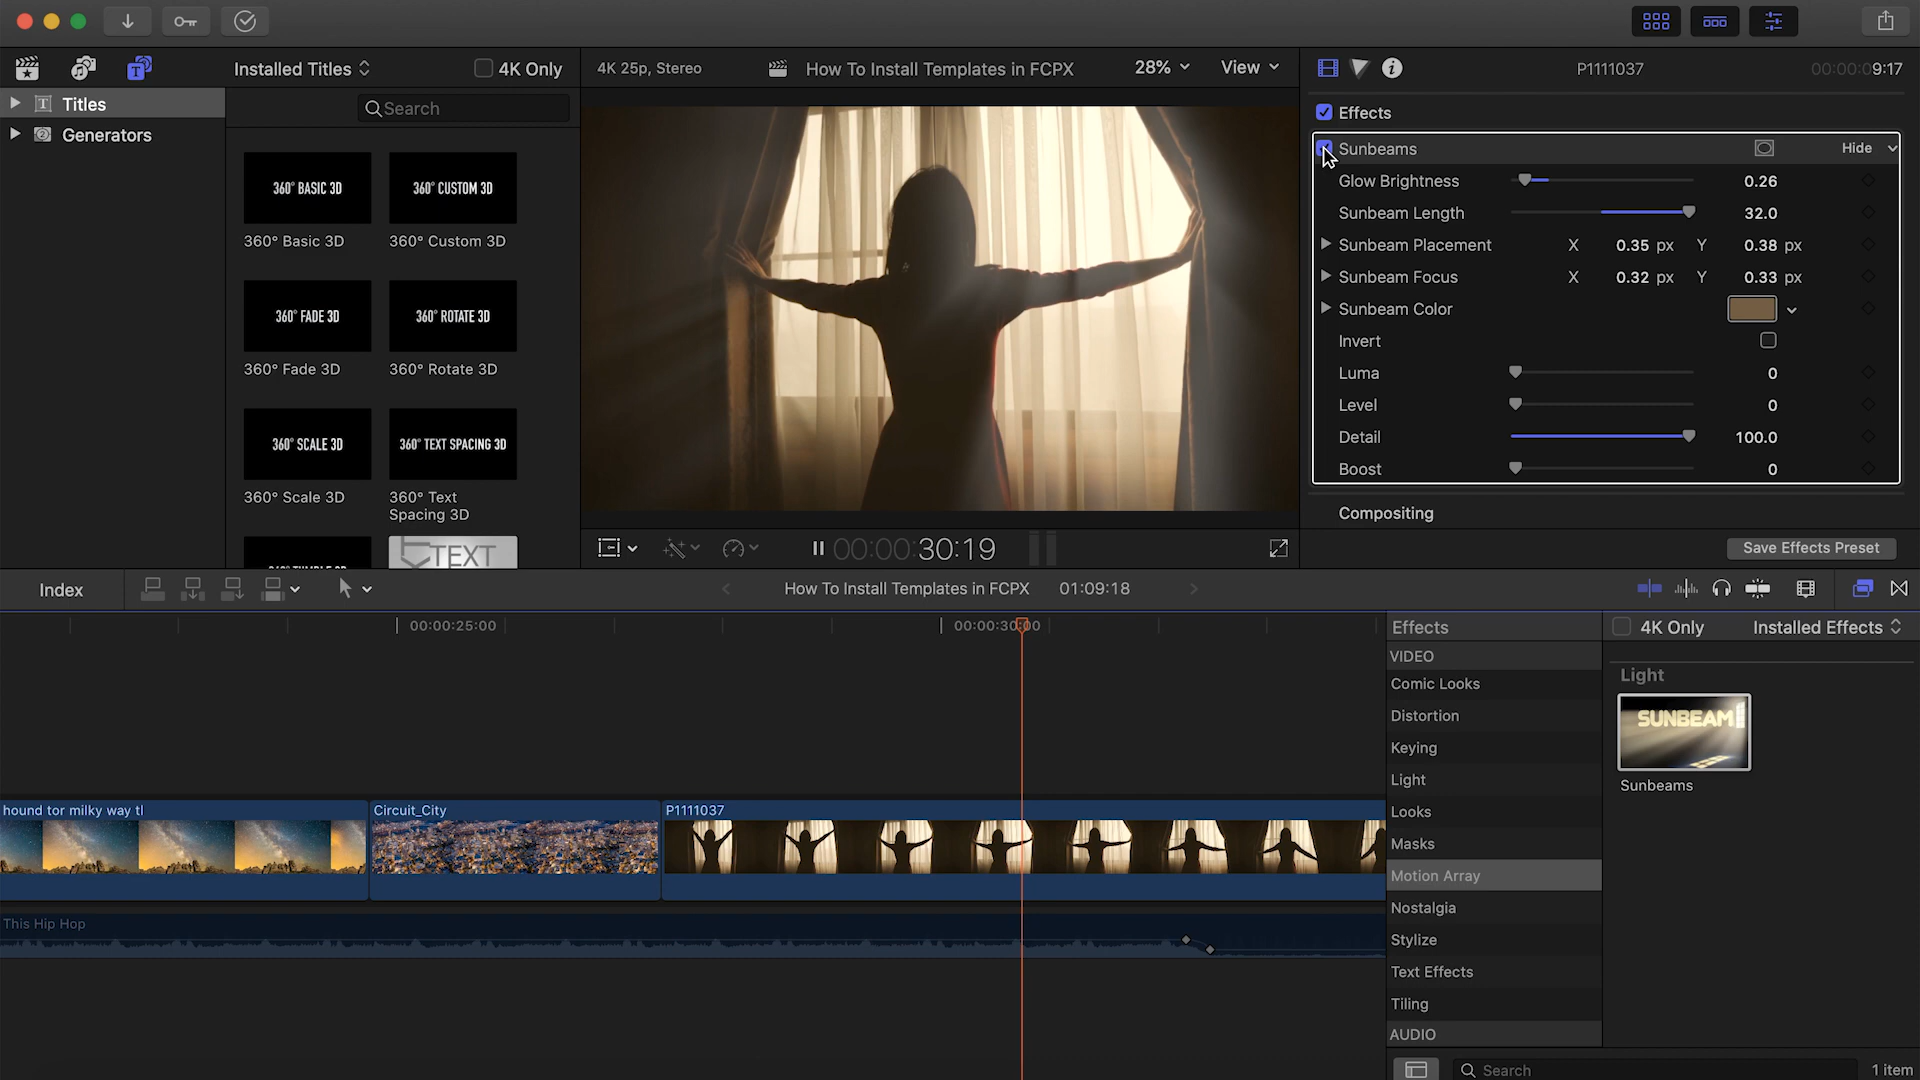 Installed Titles
4K Only
4K 25p, Stereo
How To Install Templates in FCPX
28%
View
P1111037
00:00:09:17
Titles
Generators
Search
360° BASIC 3D
360° CUSTOM 3D
360° Basic 3D
360° Custom 3D
360° FADE 3D
360° ROTATE 3D
360° Fade 3D
360° Rotate 3D
360° SCALE 3D
360° TEXT SPACING 3D
360° Scale 3D
360° Text
Spacing 3D
TEXT
Effects
Sunbeams
Hide
Glow Brightness
0.26
Sunbeam Length
32.0
Sunbeam Placement X 0.35 px Y 0.38 px
Sunbeam Focus X 0.32 px Y 0.33 px
Sunbeam Color
Invert
Luma 0
Level 0
Detail 100.0
Boost 0
Compositing
Save Effects Preset
00:00:30:19
Index
How To Install Templates in FCPX
01:09:18
00:00:25:00
00:00:30:00
hound tor milky way tl
Circuit_City
P1111037
This Hip Hop
Effects
VIDEO
Comic Looks
Distortion
Keying
Light
Looks
Masks
Motion Array
Nostalgia
Stylize
Text Effects
Tiling
AUDIO
4K Only
Installed Effects
Light
SUNBEAM
Sunbeams
Search
1 item